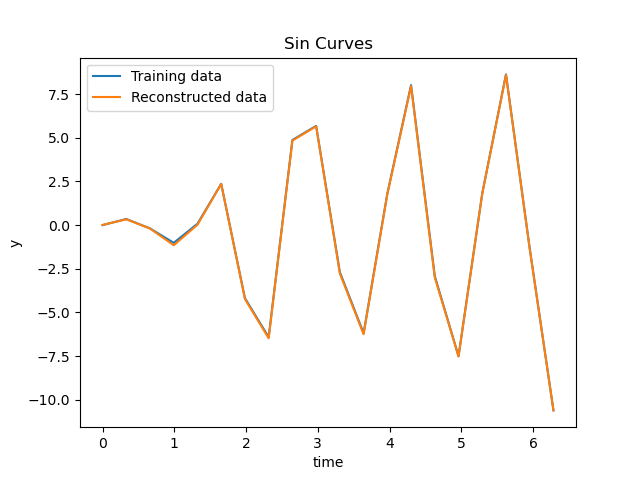 Sin Curves
Training data
Reconstructed data
7.5
5.0
2.5
0.0
−2.5
−5.0
−7.5
−10.0
y
0 1 2 3 4 5 6
time